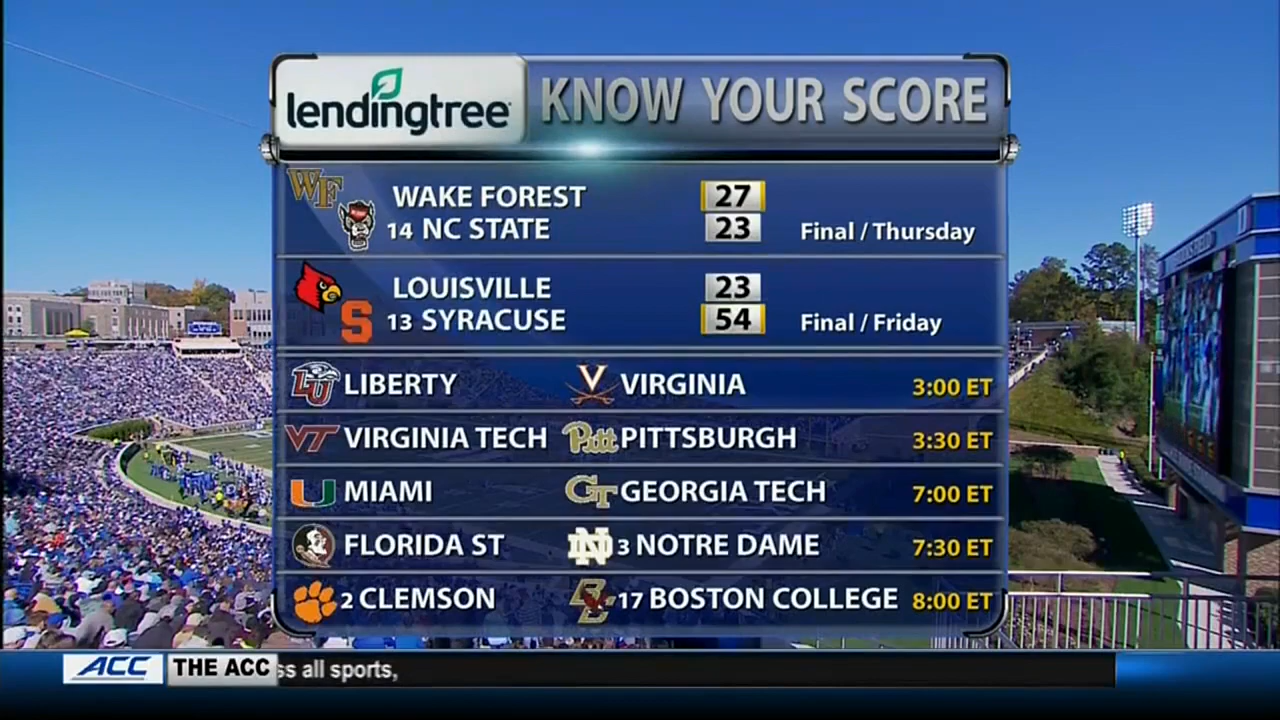 lendingtree KNOW YOUR SCORE
WF WAKE FOREST 27
14 NC STATE 23 Final / Thursday
LOUISVILLE 23
S 13 SYRACUSE 54 Final / Friday
LU LIBERTY V VIRGINIA 3:00 ET
VT VIRGINIA TECH Pitt PITTSBURGH 3:30 ET
U MIAMI GT GEORGIA TECH 7:00 ET
FLORIDA ST ND 3 NOTRE DAME 7:30 ET
2 CLEMSON BC 17 BOSTON COLLEGE 8:00 ET
ACC THE ACC ss all sports,